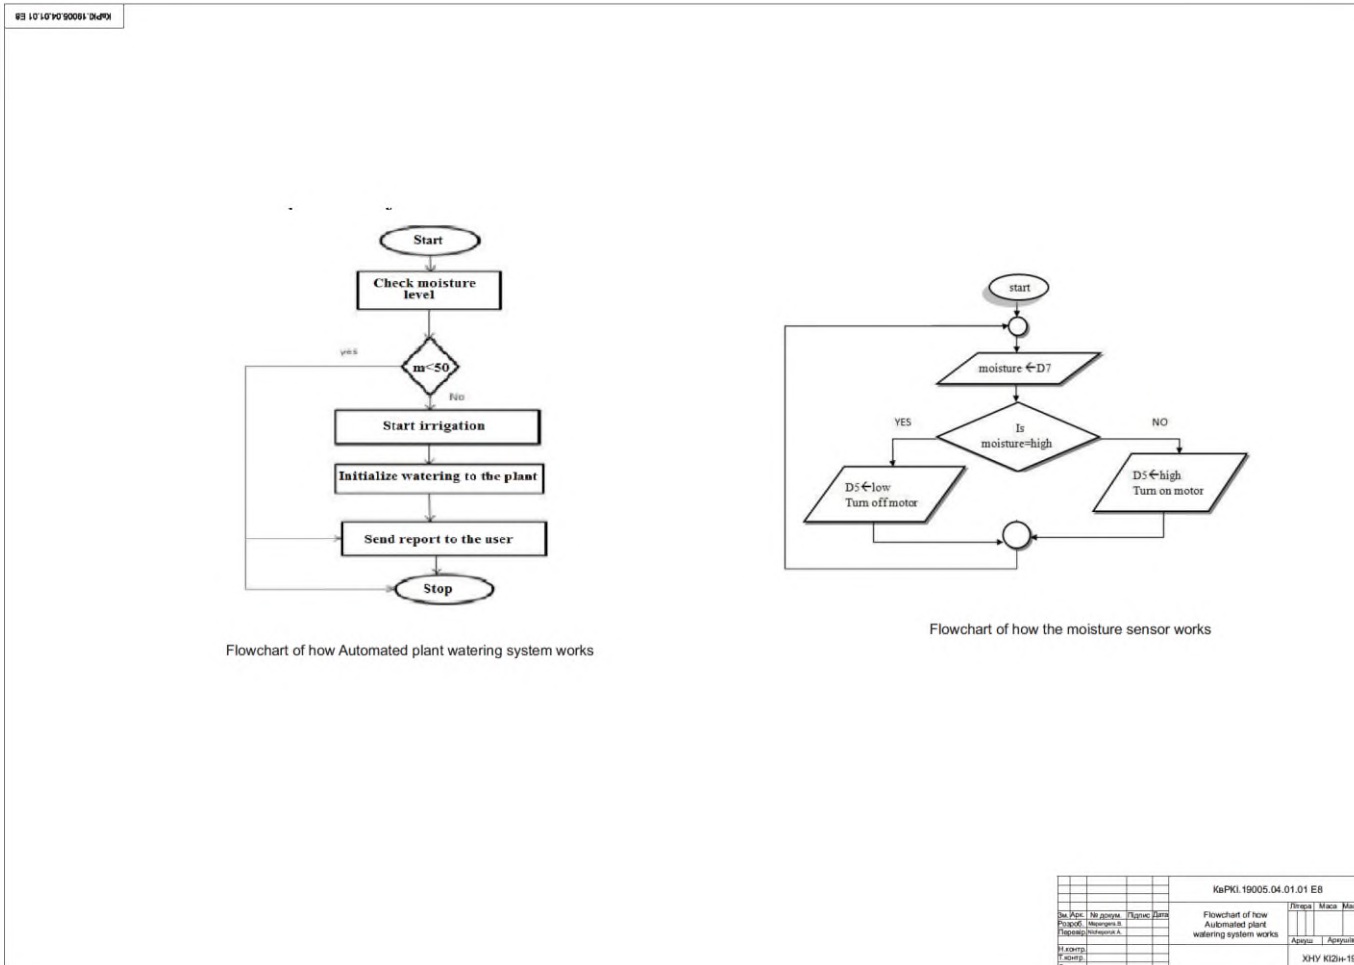 КвРКІ.19005.04.01.01 Е8
Start
Check moisture
level
yes
m<50
No
Start irrigation
Initialize watering to the plant
Send report to the user
Stop
Flowchart of how Automated plant watering system works
start
moisture ←D7
YES
Is
moisture=high
NO
D5←low
Turn off motor
D5←high
Turn on motor
Flowchart of how the moisture sensor works
КвРКІ.19005.04.01.01 Е8
Зм. Арк. № докум. Підпис Дата
Розроб.
Перевір.
Н.контр.
Т.контр.
Flowchart of how
Automated plant
watering system works
Літера Маса
Аркуш
ХНУ КІ2ін-19